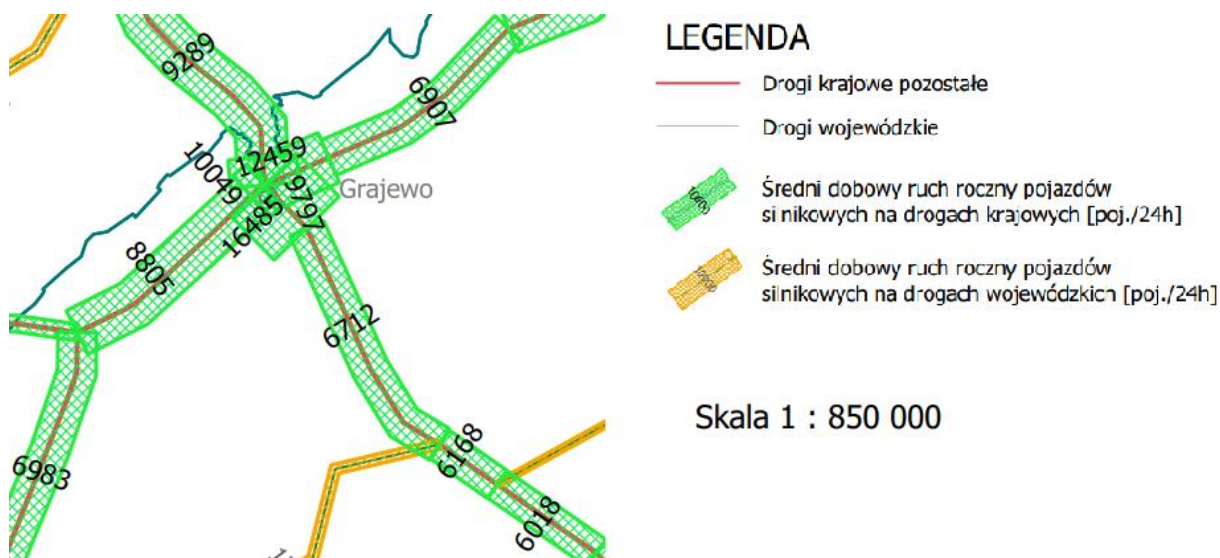 9289
6907
12459
10049
9797
Grajewo
16485
8805
6712
6168
6983
6018
LEGENDA
Drogi krajowe pozostałe
Drogi wojewódzkie
10600
Średni dobowy ruch roczny pojazdów
silnikowych na drogach krajowych [poj./24h]
Średni dobowy ruch roczny pojazdów
silnikowych na drogach wojewódzkich [poj./24h]
Skala 1 : 850 000